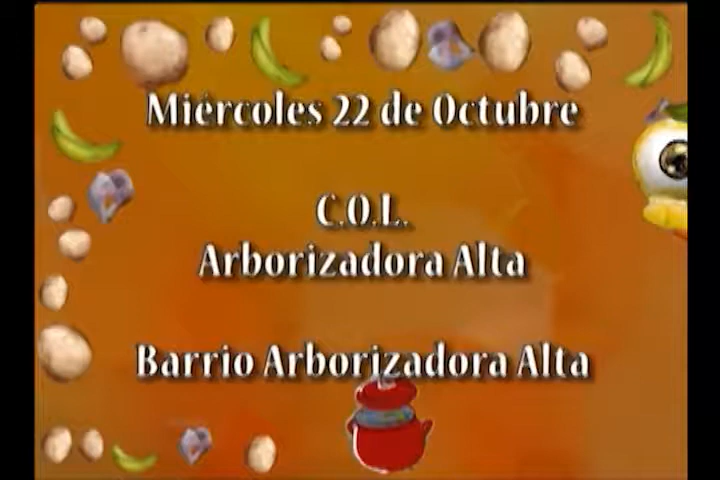 Miércoles 22 de Octubre
C.O.L.
Arborizadora Alta
Barrio Arborizadora Alta